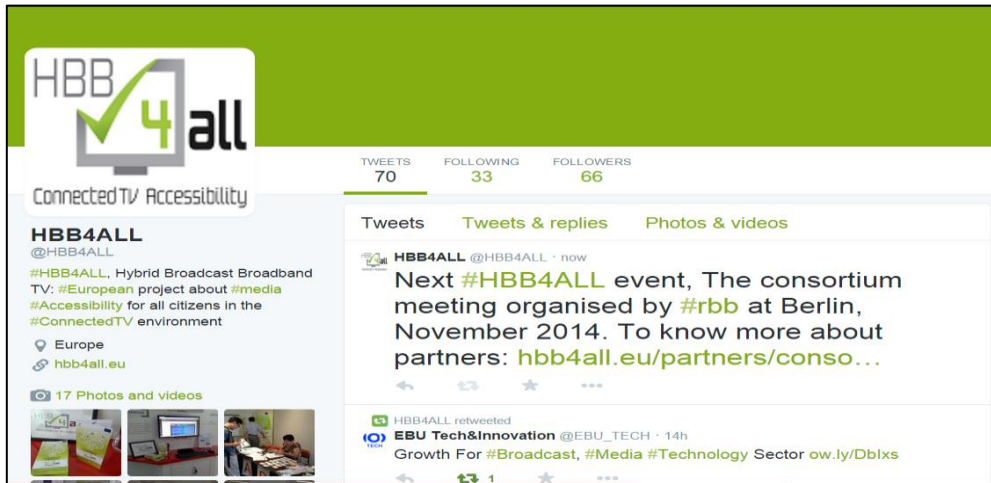 HBB
4all
Connected TV Accessibility
TWEETS
70
FOLLOWING
33
FOLLOWERS
66
HBB4ALL
@HBB4ALL
#HBB4ALL, Hybrid Broadcast Broadband
TV: #European project about #media
#Accessibility for all citizens in the
#ConnectedTV environment
Europe
hbb4all.eu
17 Photos and videos
Tweets Tweets & replies Photos & videos
HBB4ALL @HBB4ALL · now
Next #HBB4ALL event, The consortium
meeting organised by #rbb at Berlin,
November 2014. To know more about
partners: hbb4all.eu/partners/conso...
HBB4ALL retweeted
EBU Tech&Innovation @EBU_TECH · 14h
Growth For #Broadcast, #Media #Technology Sector ow.ly/Dblxs
1